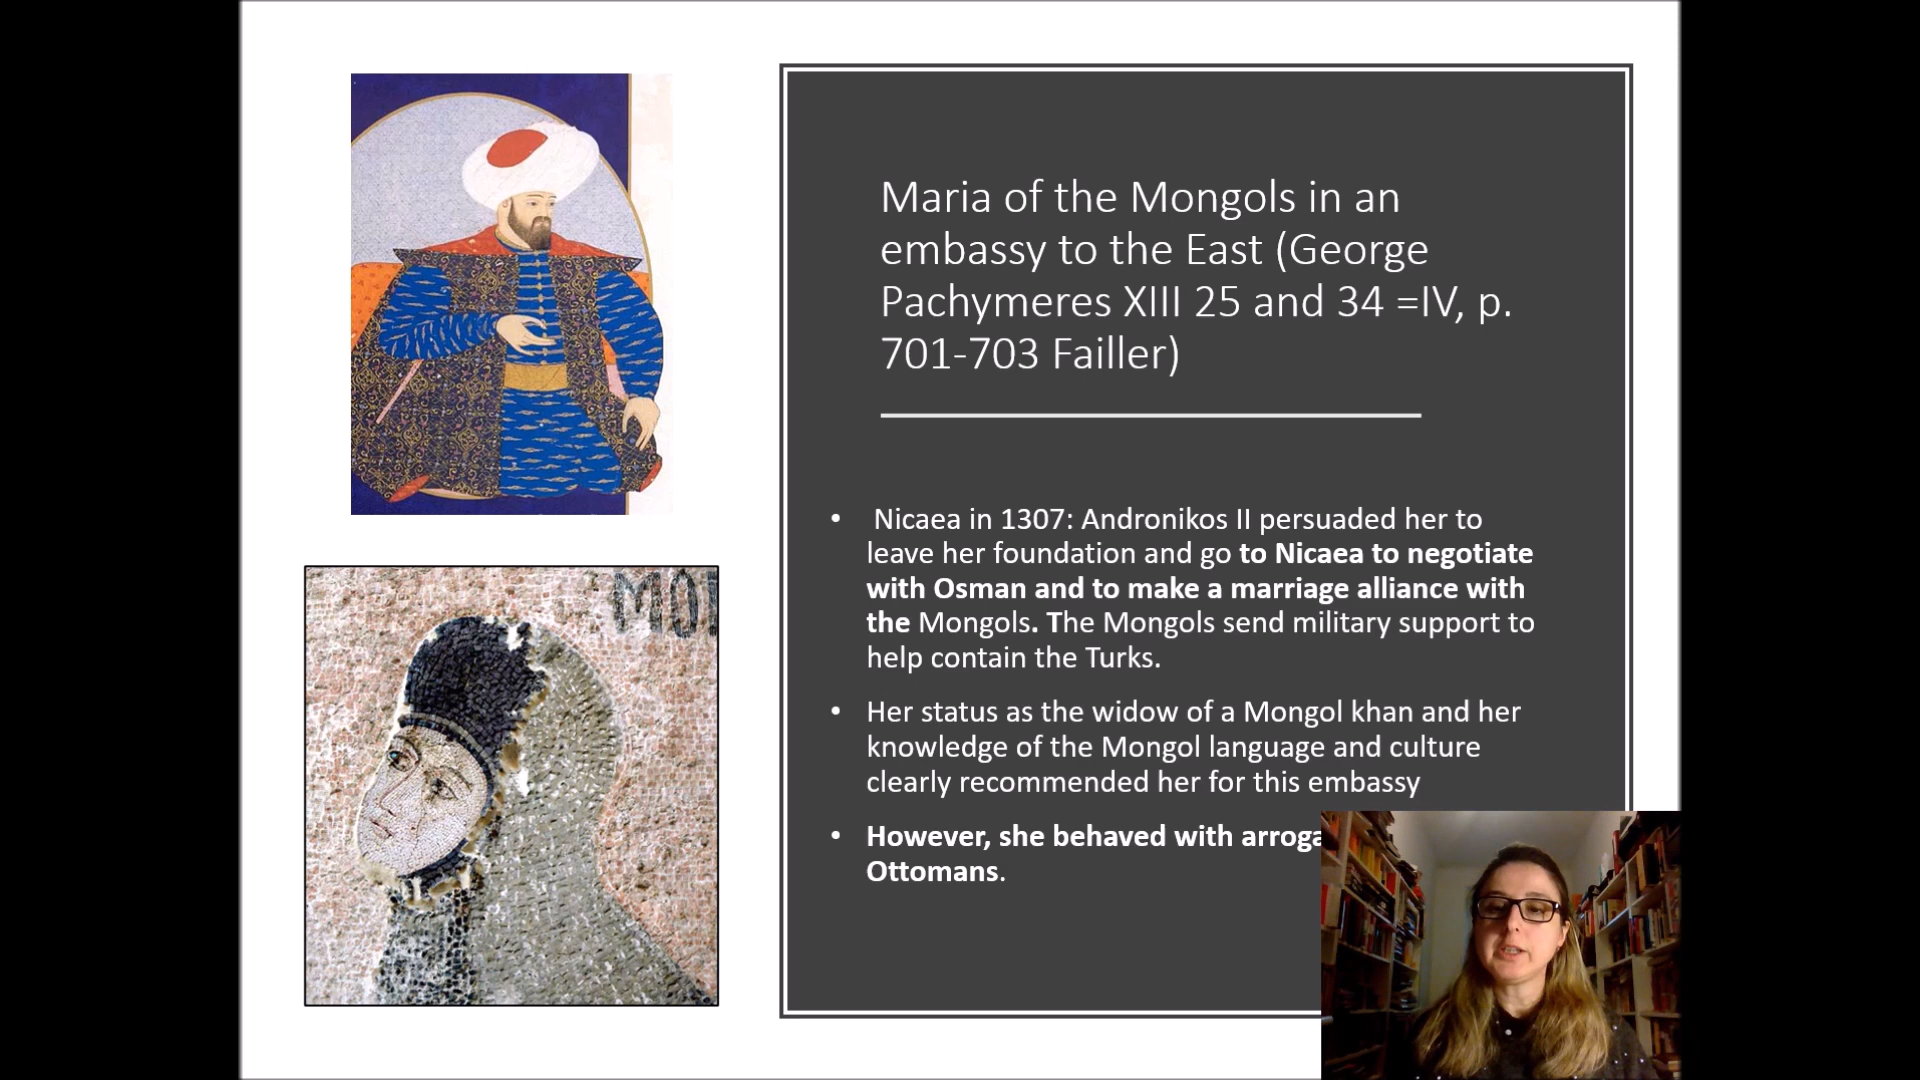 Maria of the Mongols in an
embassy to the East (George
Pachymeres XIII 25 and 34 =IV, p.
701-703 Failler)
• Nicaea in 1307: Andronikos II persuaded her to
leave her foundation and go to Nicaea to negotiate
with Osman and to make a marriage alliance with
the Mongols. The Mongols send military support to
help contain the Turks.
• Her status as the widow of a Mongol khan and her
knowledge of the Mongol language and culture
clearly recommended her for this embassy
• However, she behaved with
Ottomans.
ΜΟ